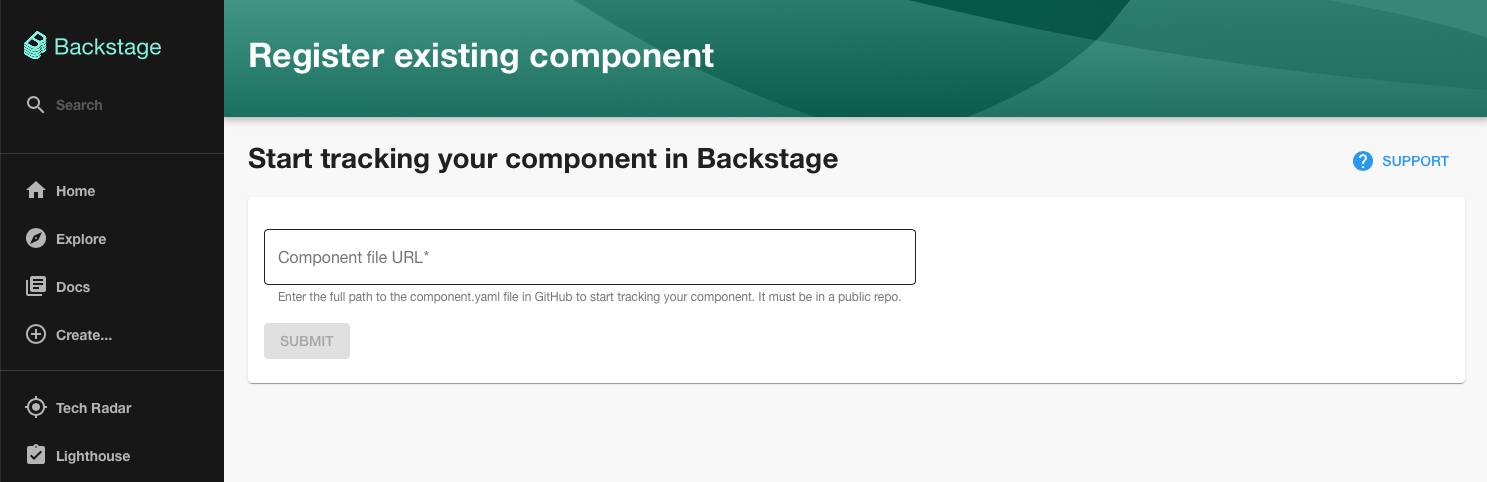 Backstage
Search
Home
Explore
Docs
Create...
Tech Radar
Lighthouse
Register existing component
Start tracking your component in Backstage
SUPPORT
Component file URL*
Enter the full path to the component.yaml file in GitHub to start tracking your component. It must be in a public repo.
SUBMIT